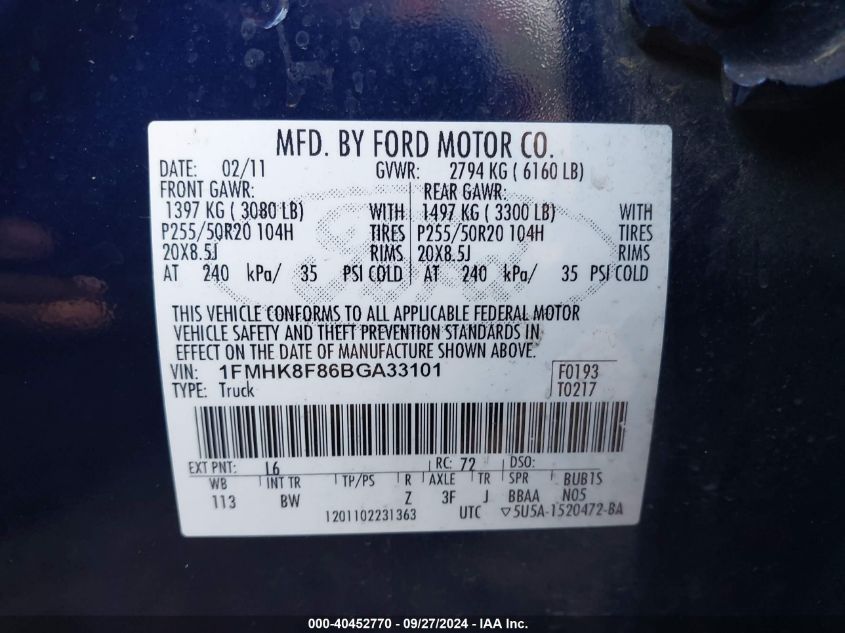 MFD. BY FORD MOTOR CO.
DATE: 02/11 GVWR: 2794 KG ( 6160 LB)
FRONT GAWR: REAR GAWR:
1397 KG ( 3080 LB) WITH 1497 KG ( 3300 LB) WITH
P255/50R20 104H TIRES P255/50R20 104H TIRES
20X8.5J RIMS 20X8.5J RIMS
AT 240 kPa/ 35 PSI COLD AT 240 kPa/ 35 PSI COLD
THIS VEHICLE CONFORMS TO ALL APPLICABLE FEDERAL MOTOR
VEHICLE SAFETY AND THEFT PREVENTION STANDARDS IN
EFFECT ON THE DATE OF MANUFACTURE SHOWN ABOVE.
VIN: 1FMHK8F86BGA33101 F0193
TYPE: Truck T0217
EXT PNT: L6 RC: 72 DSO:
WB INT TR TP/PS R AXLE TR SPR BUB1S
113 BW Z 3F J BBAA N05
1201102231363 UTC ▽5U5A-1520472-BA
000-40452770 - 09/27/2024 - IAA Inc.